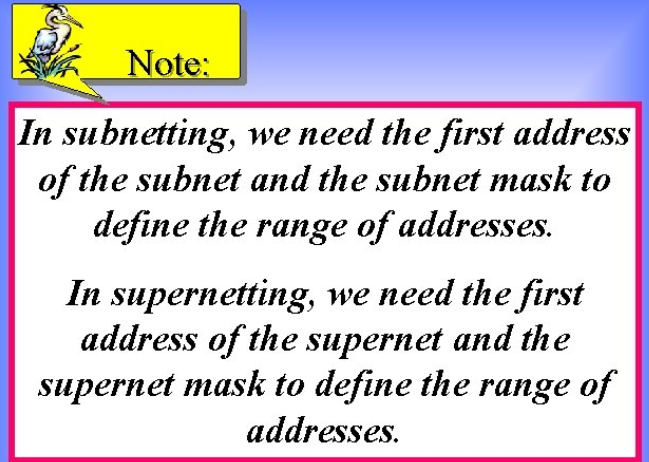 Note:
In subnetting, we need the first address
of the subnet and the subnet mask to
define the range of addresses.
In supernetting, we need the first
address of the supernet and the
supernet mask to define the range of
addresses.